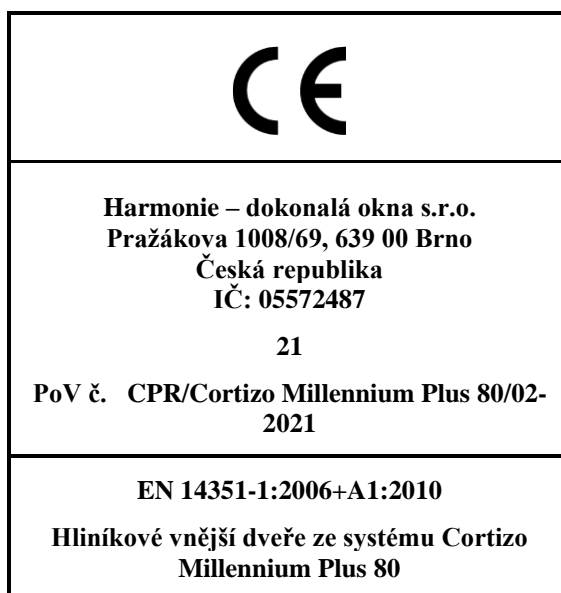 CE
Harmonie – dokonalá okna s.r.o.
Pražákova 1008/69, 639 00 Brno
Česká republika
IČ: 05572487
21
PoV č.   CPR/Cortizo Millennium Plus 80/02-
2021
EN 14351-1:2006+A1:2010
Hliníkové vnější dveře ze systému Cortizo
Millennium Plus 80